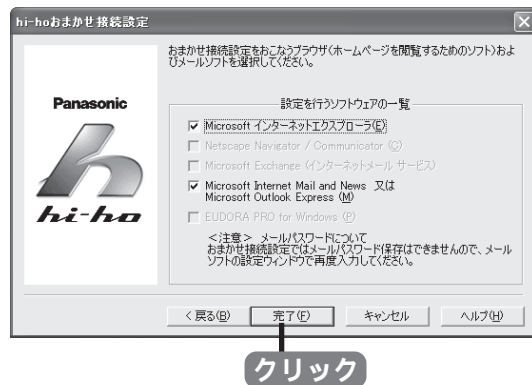 hi-hoおまかせ接続設定
おまかせ接続設定をおこなうブラウザ(ホームページを閲覧するためのソフト)およ
びメールソフトを選択してください。
Panasonic
h
hi-ho
設定を行うソフトウェアの一覧
Microsoft インターネットエクスプローラ(E)
Netscape Navigator / Communicator (C)
Microsoft Exchange (インターネットメール サービス)
Microsoft Internet Mail and News 又は
Microsoft Outlook Express (M)
EUDORA PRO for Windows (P)
<注意> メールパスワードについて
おまかせ接続設定ではメールパスワード保存はできませんので、メール
ソフトの設定ウィンドウで再度入力してください。
< 戻る(B) 完了(F) キャンセル ヘルプ(H)
クリック